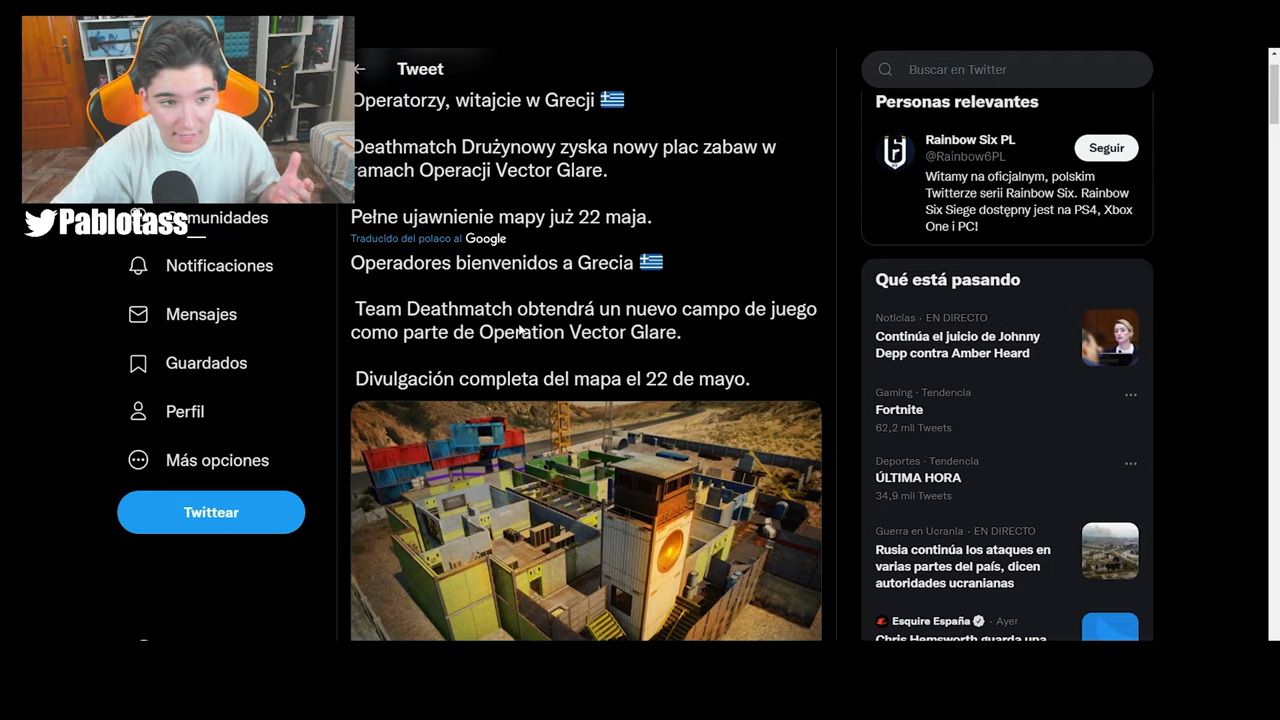 Tweet
Operatorzy, witajcie w Grecji
Deathmatch Drużynowy zyska nowy plac zabaw w
ramach Operacji Vector Glare.
Pełne ujawnienie mapy już 22 maja.
Traducido del polaco al Google
Operadores bienvenidos a Grecia
Team Deathmatch obtendrá un nuevo campo de juego
como parte de Operation Vector Glare.
Divulgación completa del mapa el 22 de mayo.
Pablotass__
Comunidades
Notificaciones
Mensajes
Guardados
Perfil
Más opciones
Twittear
Buscar en Twitter
Personas relevantes
Rainbow Six PL
@Rainbow6PL
Seguir
Witamy na oficjalnym, polskim
Twitterze serii Rainbow Six. Rainbow
Six Siege dostępny jest na PS4, Xbox
One i PC!
Qué está pasando
Noticias · EN DIRECTO
Continúa el juicio de Johnny
Depp contra Amber Heard
Gaming · Tendencia
Fortnite
62,2 mil Tweets
Deportes · Tendencia
ÚLTIMA HORA
34,9 mil Tweets
Guerra en Ucrania · EN DIRECTO
Rusia continúa los ataques en
varias partes del país, dicen
autoridades ucranianas
Esquire España · Ayer
Chris Hemsworth guarda una